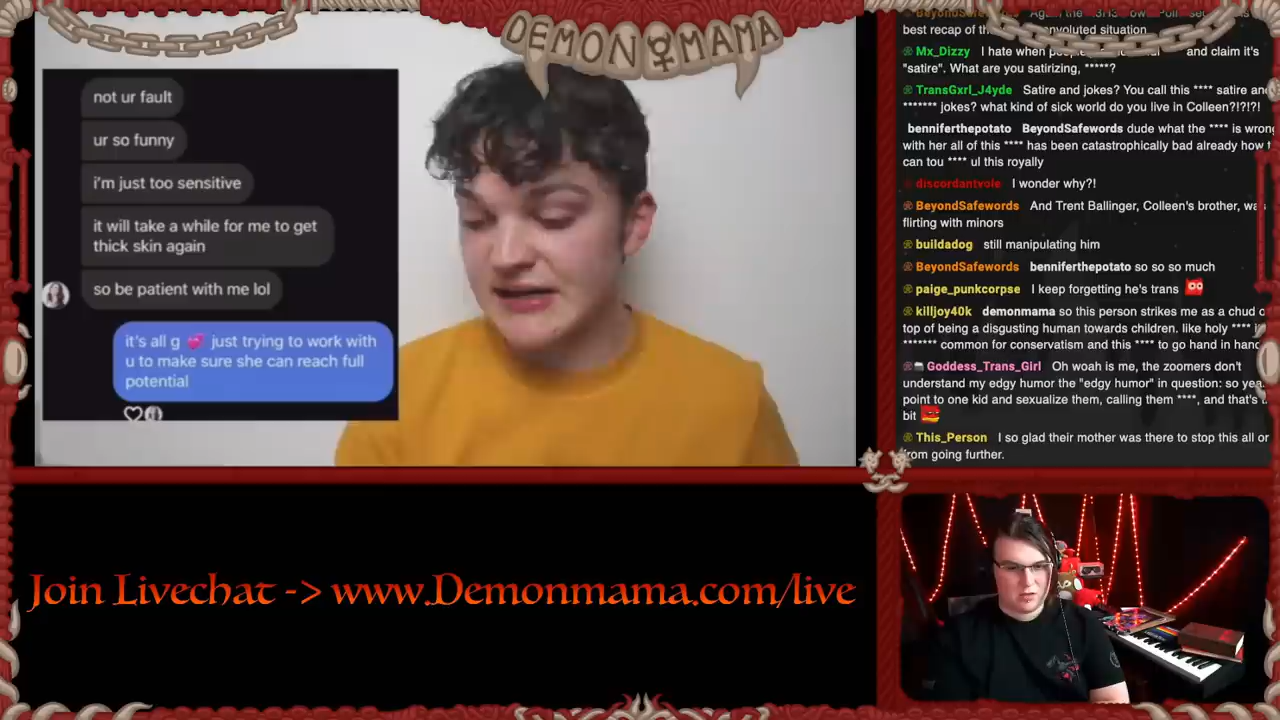 DEMON MAMA
not ur fault
ur so funny
i'm just too sensitive
it will take a while for me to get
thick skin again
so be patient with me lol
it's all g 💞 just trying to work with
u to make sure she can reach full
potential
best recap of
situation
Mx_Dizzy I hate when and claim it's
"satire". What are you satirizing, *****?
TransGxrl_J4yde Satire and jokes? You call this **** satire and
******* jokes? what kind of sick world do you live in Colleen?!?!?!
benniferthepotato BeyondSafewords dude what the **** is wron
with her all of this **** has been catastrophically bad already how
can tou **** ul this royally
discordantvole I wonder why?!
BeyondSafewords And Trent Ballinger, Colleen's brother, wa
flirting with minors
buildadog still manipulating him
BeyondSafewords benniferthepotato so so so much
paige_punkcorpse I keep forgetting he's trans
killjoy40k demonmama so this person strikes me as a chud o
top of being a disgusting human towards children. like holy ****
******* common for conservatism and this **** to go hand in hand
Goddess_Trans_Girl Oh woah is me, the zoomers don't
understand my edgy humor the "edgy humor" in question: so yea
point to one kid and sexualize them, calling them ****, and that's
bit
This_Person I so glad their mother was there to stop this all or
from going further.
Join Livechat -> www.Demonmama.com/live